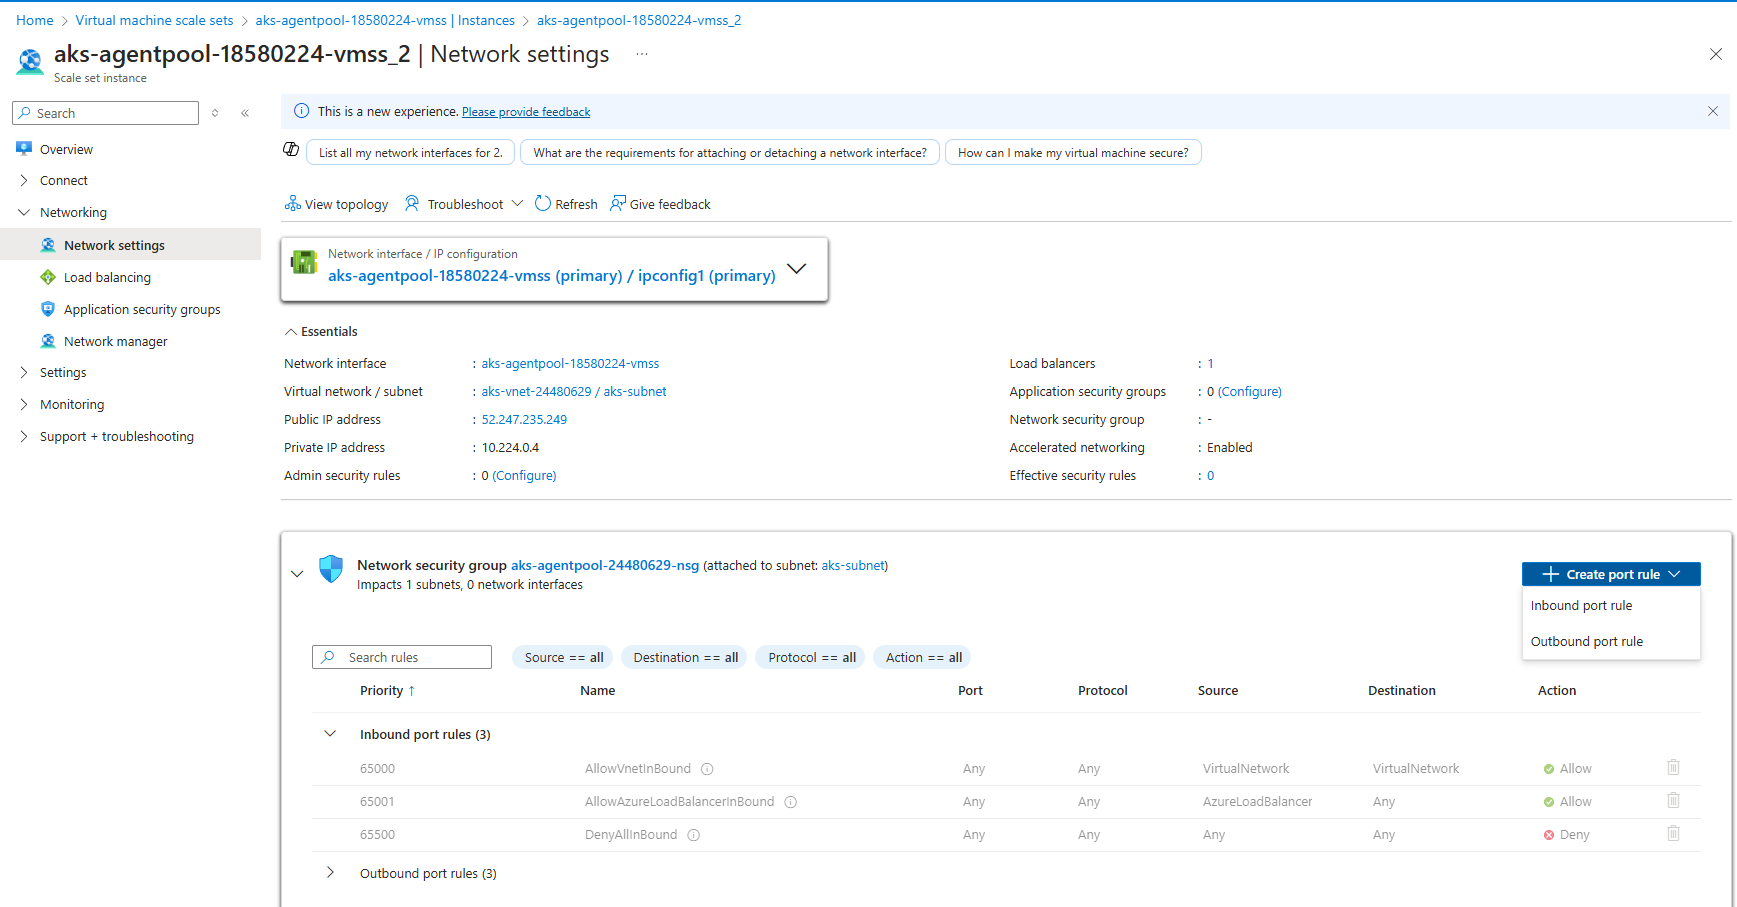 Home > Virtual machine scale sets > aks-agentpool-18580224-vmss | Instances > aks-agentpool-18580224-vmss_2
aks-agentpool-18580224-vmss_2 | Network settings ...
Scale set instance
Search
Overview
Connect
Networking
Network settings
Load balancing
Application security groups
Network manager
Settings
Monitoring
Support + troubleshooting
This is a new experience. Please provide feedback
List all my network interfaces for 2. What are the requirements for attaching or detaching a network interface? How can I make my virtual machine secure?
View topology Troubleshoot Refresh Give feedback
Network interface / IP configuration
aks-agentpool-18580224-vmss (primary) / ipconfig1 (primary)
Essentials
Network interface : aks-agentpool-18580224-vmss
Virtual network / subnet : aks-vnet-24480629 / aks-subnet
Public IP address : 52.247.235.249
Private IP address : 10.224.0.4
Admin security rules : 0 (Configure)
Load balancers : 1
Application security groups : 0 (Configure)
Network security group : -
Accelerated networking : Enabled
Effective security rules : 0
Network security group aks-agentpool-24480629-nsg (attached to subnet: aks-subnet)
Impacts 1 subnets, 0 network interfaces
Create port rule
Inbound port rule
Outbound port rule
Search rules Source == all Destination == all Protocol == all Action == all
Priority ↑ Name Port Protocol Source Destination Action
Inbound port rules (3)
65000 AllowVnetInBound Any Any VirtualNetwork VirtualNetwork Allow
65001 AllowAzureLoadBalancerInBound Any Any AzureLoadBalancer Any Allow
65500 DenyAllInBound Any Any Any Any Deny
Outbound port rules (3)